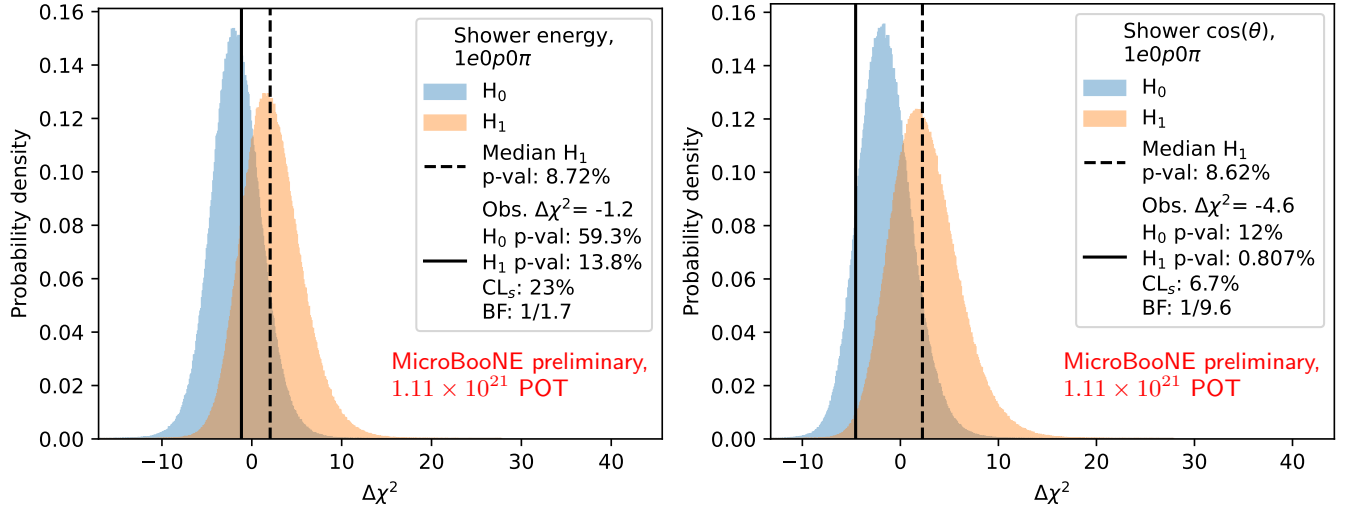 0.16
0.14
0.12
0.10
0.08
0.06
0.04
0.02
0.00
Probability density
−10
0
10
20
30
40
Δχ²
Shower energy,
1e0p0π
H₀
H₁
Median H₁
p-val: 8.72%
Obs. Δχ²= -1.2
H₀ p-val: 59.3%
H₁ p-val: 13.8%
CLₛ: 23%
BF: 1/1.7
MicroBooNE preliminary,
1.11 × 10²¹ POT
0.16
0.14
0.12
0.10
0.08
0.06
0.04
0.02
0.00
Probability density
−10
0
10
20
30
40
Δχ²
Shower cos(θ),
1e0p0π
H₀
H₁
Median H₁
p-val: 8.62%
Obs. Δχ²= -4.6
H₀ p-val: 12%
H₁ p-val: 0.807%
CLₛ: 6.7%
BF: 1/9.6
MicroBooNE preliminary,
1.11 × 10²¹ POT